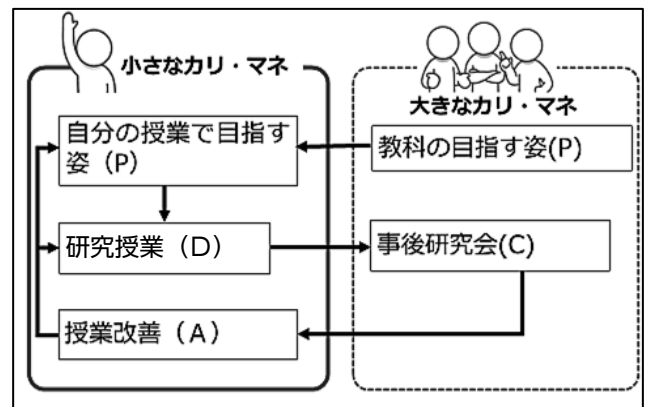 小さなカリ・マネ
大きなカリ・マネ
自分の授業で目指す
姿（P）
教科の目指す姿(P)
研究授業（D）
事後研究会(C)
授業改善（A）